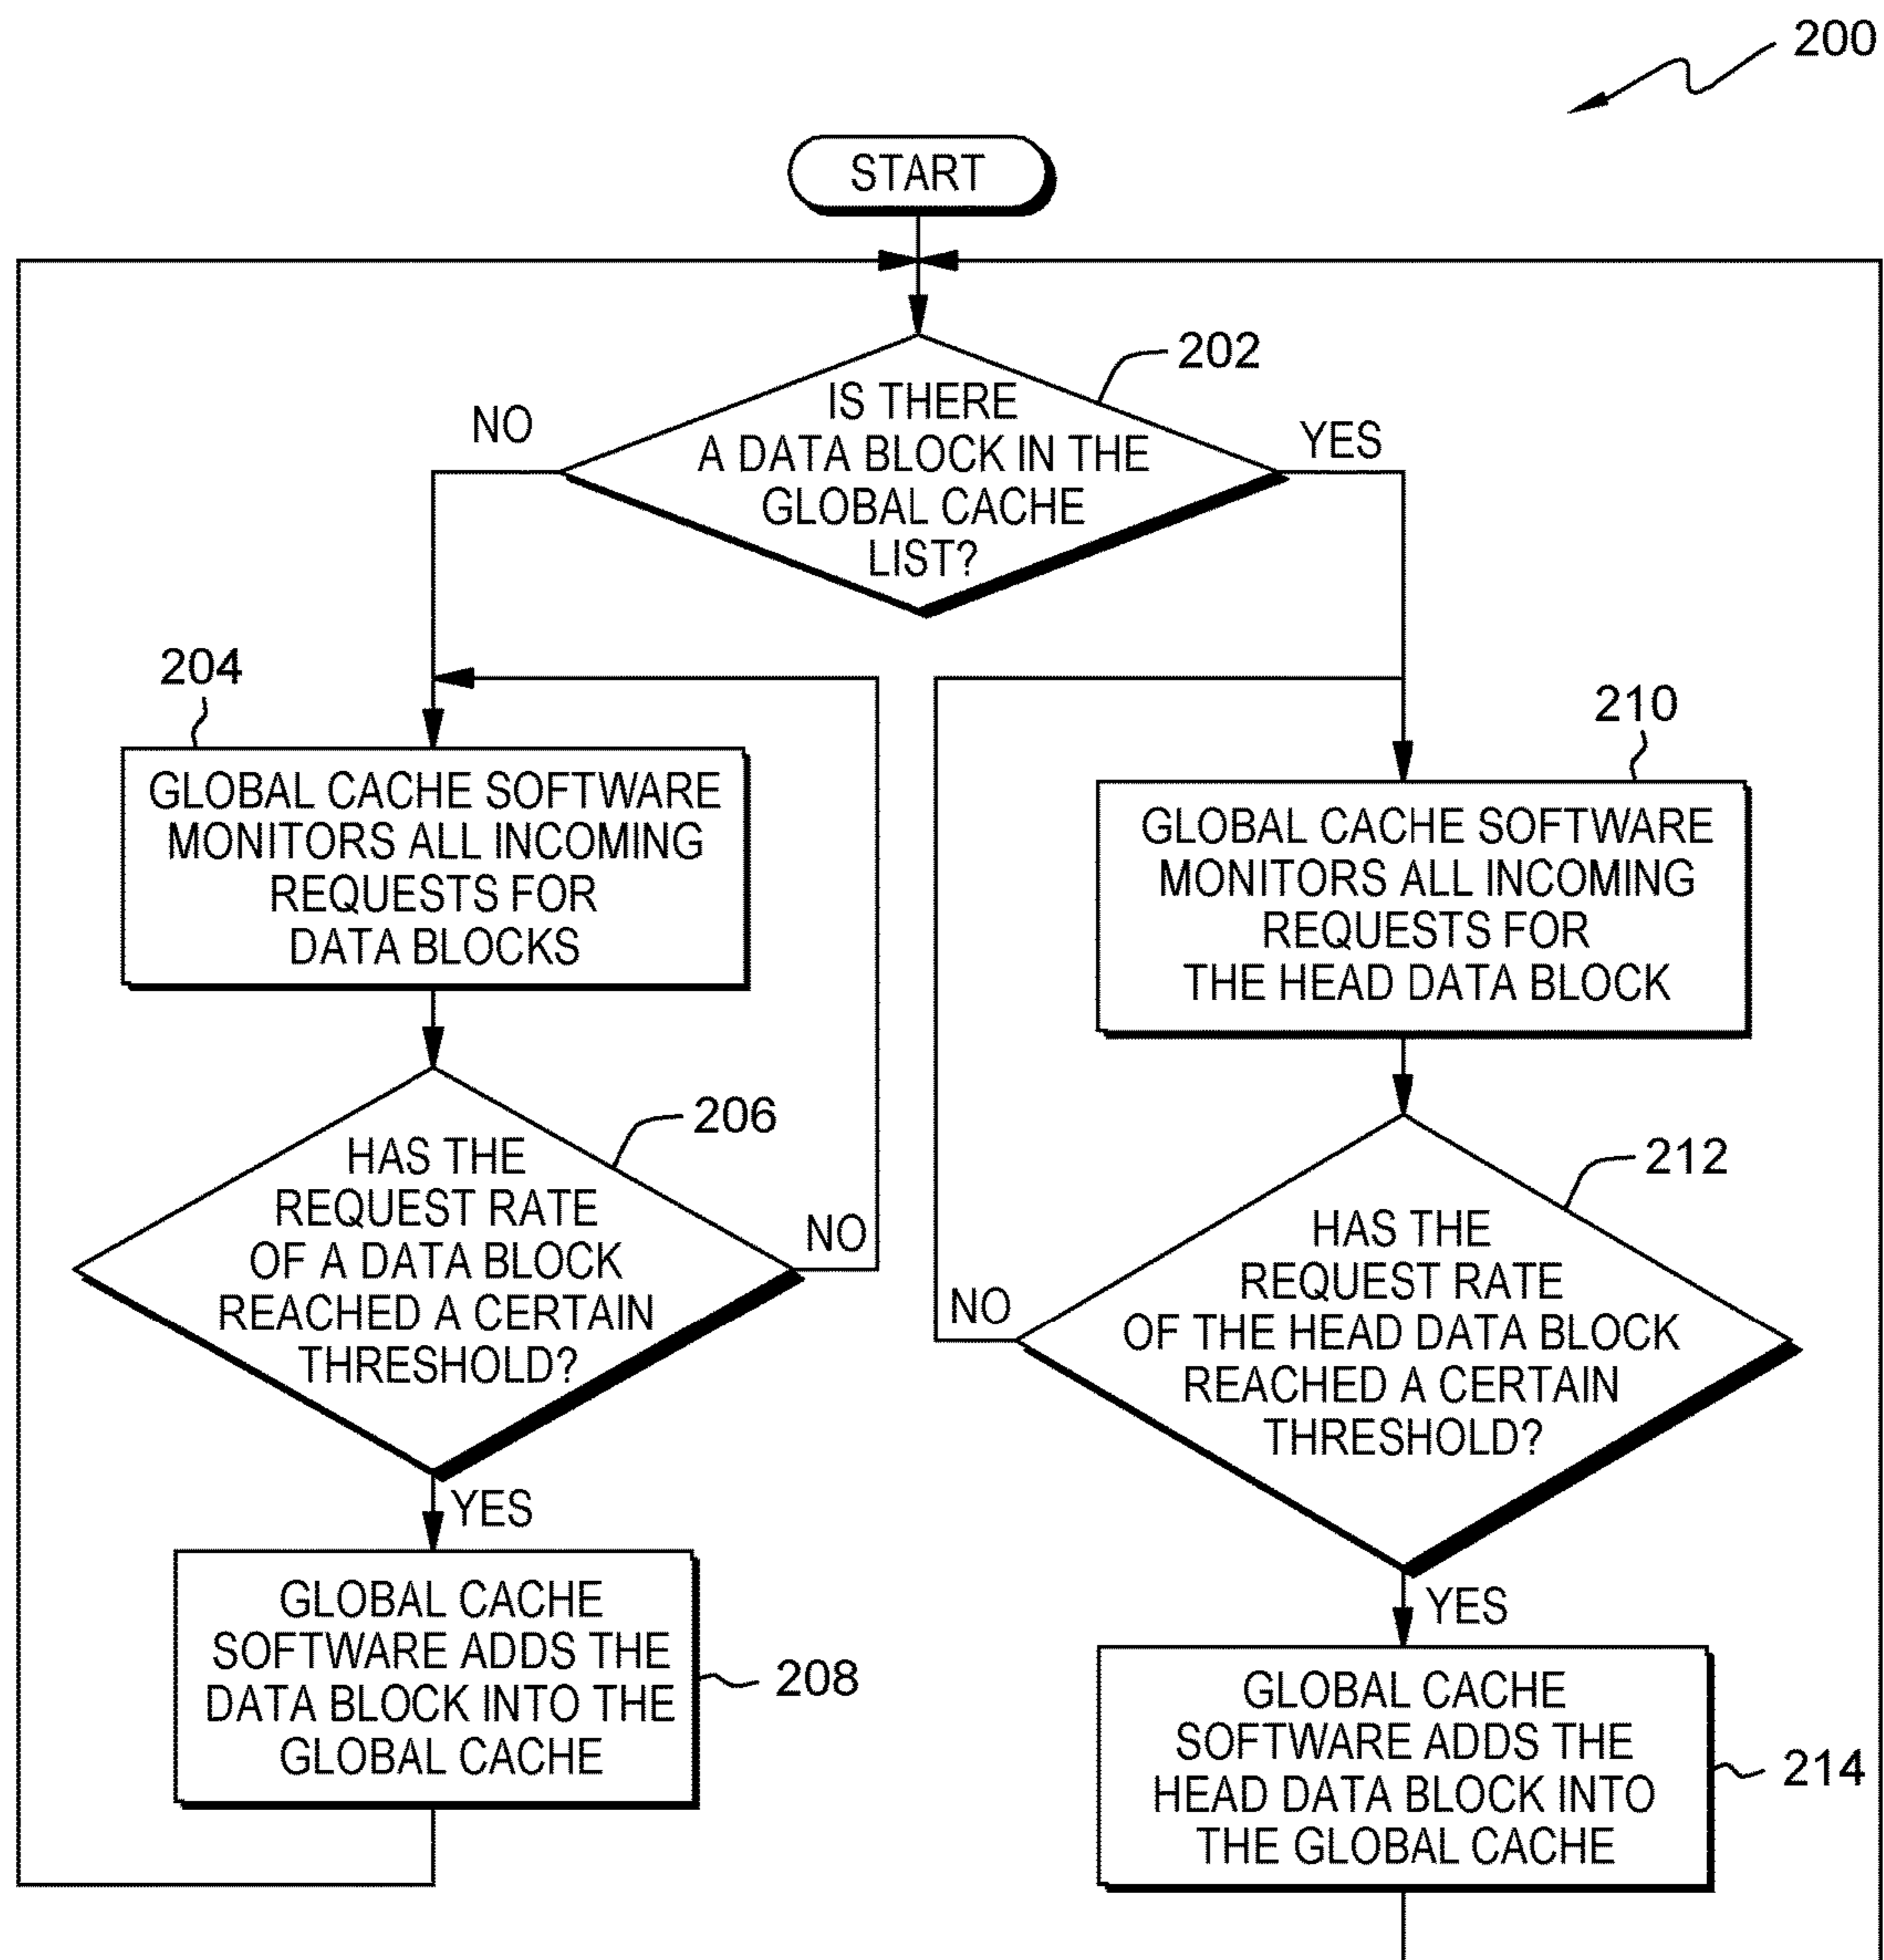 200
START
202
IS THERE
A DATA BLOCK IN THE
GLOBAL CACHE
LIST?
NO
YES
204
GLOBAL CACHE SOFTWARE
MONITORS ALL INCOMING
REQUESTS FOR
DATA BLOCKS
206
HAS THE
REQUEST RATE
OF A DATA BLOCK
REACHED A CERTAIN
THRESHOLD?
NO
YES
GLOBAL CACHE
SOFTWARE ADDS THE
DATA BLOCK INTO THE
GLOBAL CACHE
208
210
GLOBAL CACHE SOFTWARE
MONITORS ALL INCOMING
REQUESTS FOR
THE HEAD DATA BLOCK
212
HAS THE
REQUEST RATE
OF THE HEAD DATA BLOCK
REACHED A CERTAIN
THRESHOLD?
NO
YES
GLOBAL CACHE
SOFTWARE ADDS THE
HEAD DATA BLOCK INTO
THE GLOBAL CACHE
214